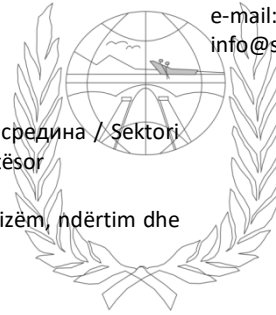 e-mail:
info@s
средина / Sektori
ësor
izëm, ndërtim dhe